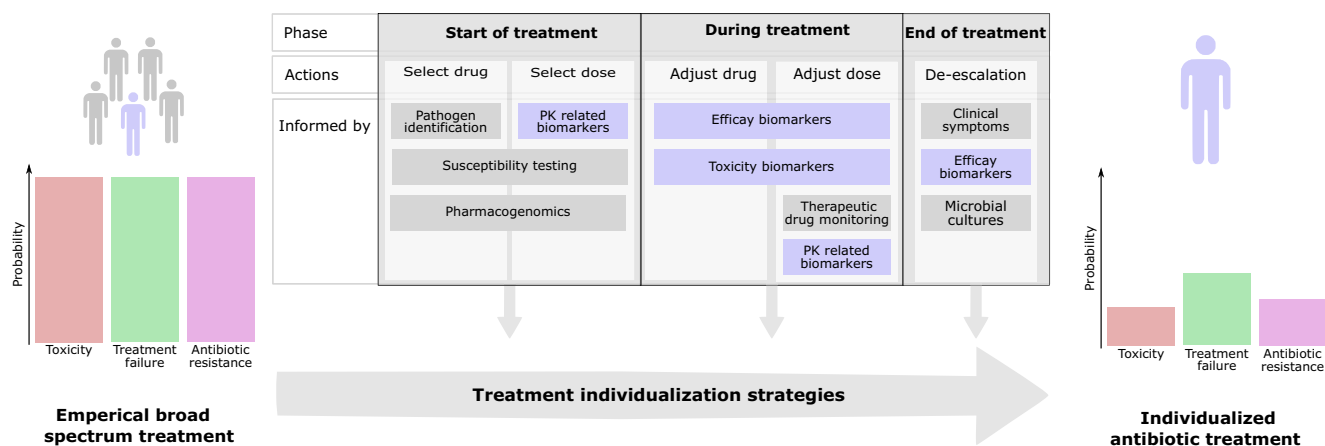 Phase
Start of treatment
During treatment
End of treatment
Actions
Select drug
Select dose
Adjust drug
Adjust dose
De-escalation
Informed by
Pathogen
identification
PK related
biomarkers
Efficay biomarkers
Clinical
symptoms
Susceptibility testing
Toxicity biomarkers
Efficay
biomarkers
Pharmacogenomics
Therapeutic
drug monitoring
Microbial
cultures
PK related
biomarkers
Probability
Toxicity
Treatment
failure
Antibiotic
resistance
Emperical broad
spectrum treatment
Treatment individualization strategies
Probability
Toxicity
Treatment
failure
Antibiotic
resistance
Individualized
antibiotic treatment